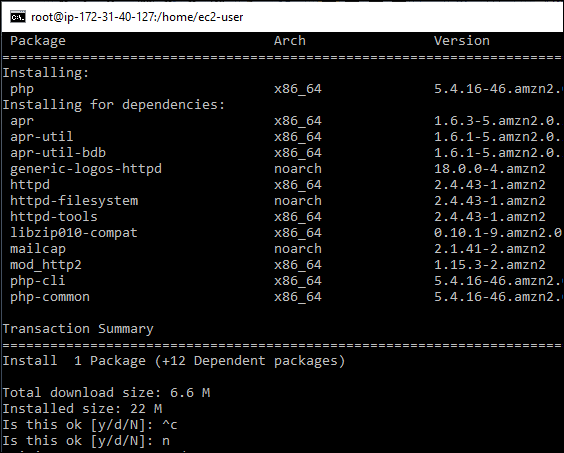 root@ip-172-31-40-127:/home/ec2-user
Package Arch Version
================================================================================
Installing:
php x86_64 5.4.16-46.amzn2.
Installing for dependencies:
apr x86_64 1.6.3-5.amzn2.0.
apr-util x86_64 1.6.1-5.amzn2.0.
apr-util-bdb x86_64 1.6.1-5.amzn2.0.
generic-logos-httpd noarch 18.0.0-4.amzn2
httpd x86_64 2.4.43-1.amzn2
httpd-filesystem noarch 2.4.43-1.amzn2
httpd-tools x86_64 2.4.43-1.amzn2
libzip010-compat x86_64 0.10.1-9.amzn2.0
mailcap noarch 2.1.41-2.amzn2
mod_http2 x86_64 1.15.3-2.amzn2
php-cli x86_64 5.4.16-46.amzn2.
php-common x86_64 5.4.16-46.amzn2.
Transaction Summary
================================================================================
Install 1 Package (+12 Dependent packages)
Total download size: 6.6 M
Installed size: 22 M
Is this ok [y/d/N]: ^c
Is this ok [y/d/N]: n